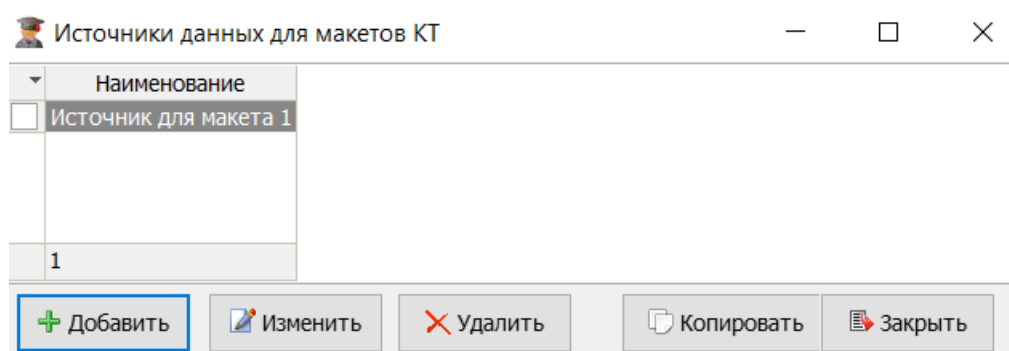 Источники данных для макетов КТ
Наименование
Источник для макета 1
1
Добавить Изменить Удалить Копировать Закрыть